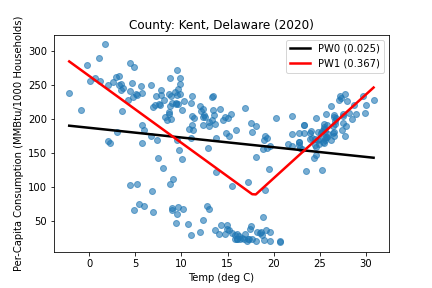 County: Kent, Delaware (2020)
Per-Capita Consumption (MMBtu/1000 Households)
300
250
200
150
100
50
PW0 (0.025)
PW1 (0.367)
0 5 10 15 20 25 30
Temp (deg C)